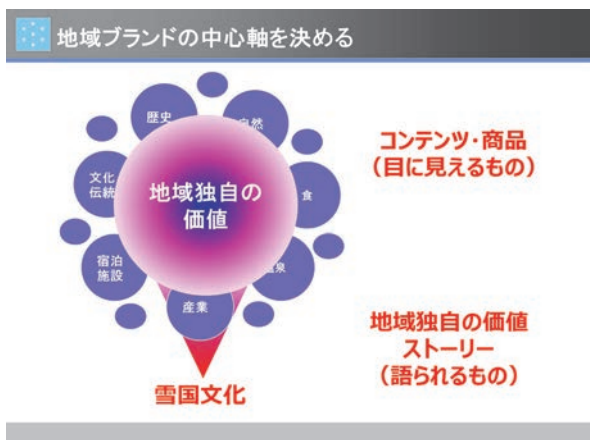 地域ブランドの中心軸を決める
歴史
自然
文化
伝統
地域独自の
価値
食
宿泊
施設
泉
産業
雪国文化
コンテンツ・商品
(目に見えるもの)
地域独自の価値
ストーリー
(語られるもの)